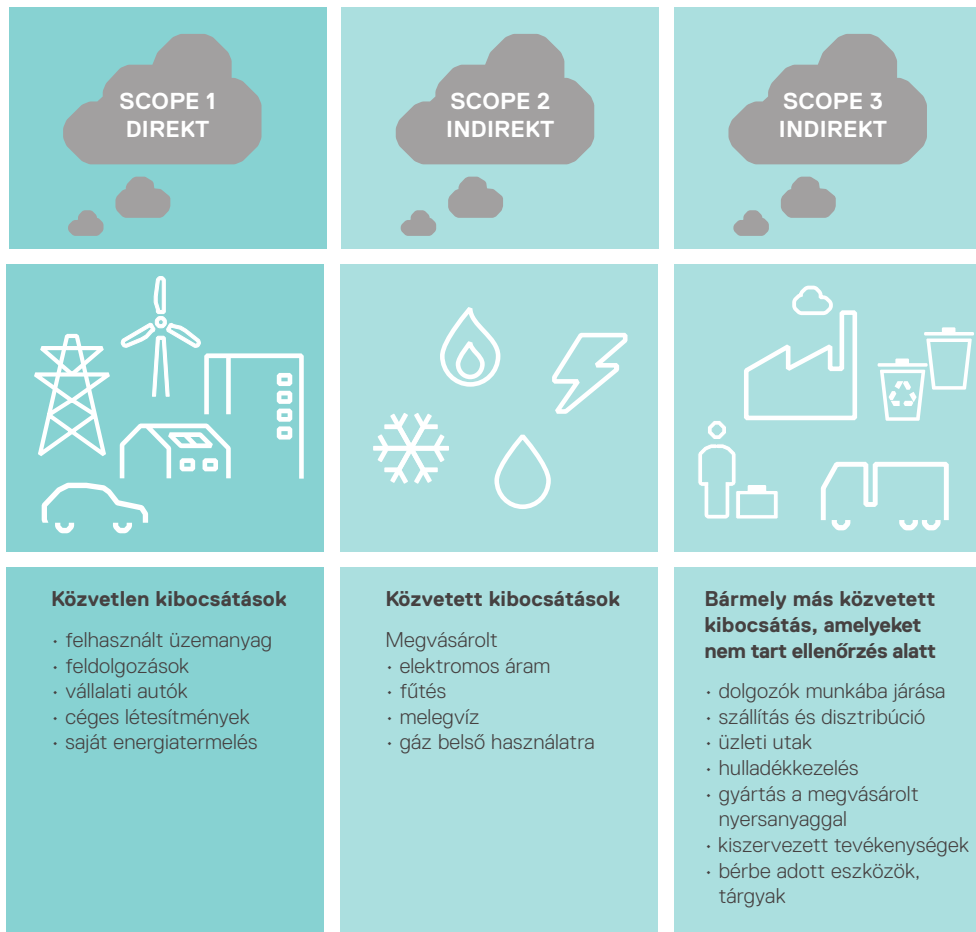 SCOPE 1
DIREKT
SCOPE 2
INDIREKT
SCOPE 3
INDIREKT
Közvetlen kibocsátások
· felhasznált üzemanyag
· feldolgozások
· vállalati autók
· céges létesítmények
· saját energiatermelés
Közvetett kibocsátások
Megvásárolt
· elektromos áram
· fűtés
· melegvíz
· gáz belső használatra
Bármely más közvetett
kibocsátás, amelyeket
nem tart ellenőrzés alatt
· dolgozók munkába járása
· szállítás és disztribúció
· üzleti utak
· hulladékkezelés
· gyártás a megvásárolt
nyersanyaggal
· kiszervezett tevékenységek
· bérbe adott eszközök,
tárgyak